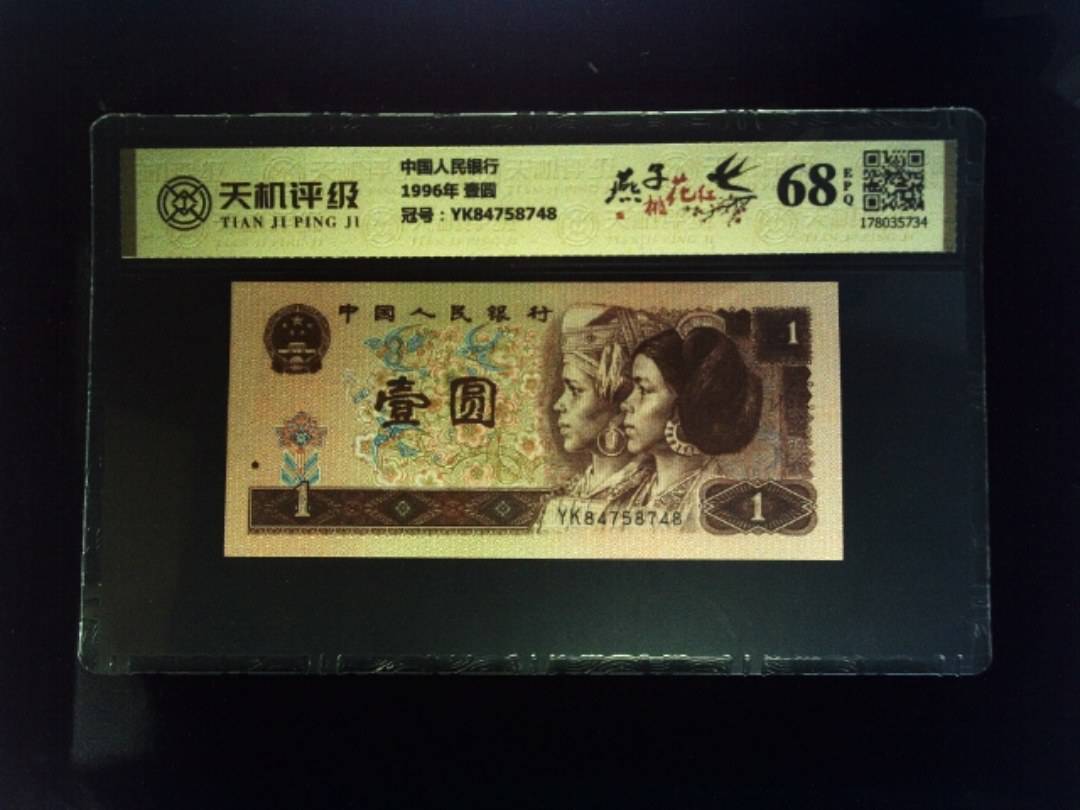 天机评级
TIAN JI PING JI
中国人民银行
1996年 壹圆
冠号：YK84758748
燕子
桃花红
68
EPQ
178035734
中国人民银行
1
壹圆
1
YK84758748
1